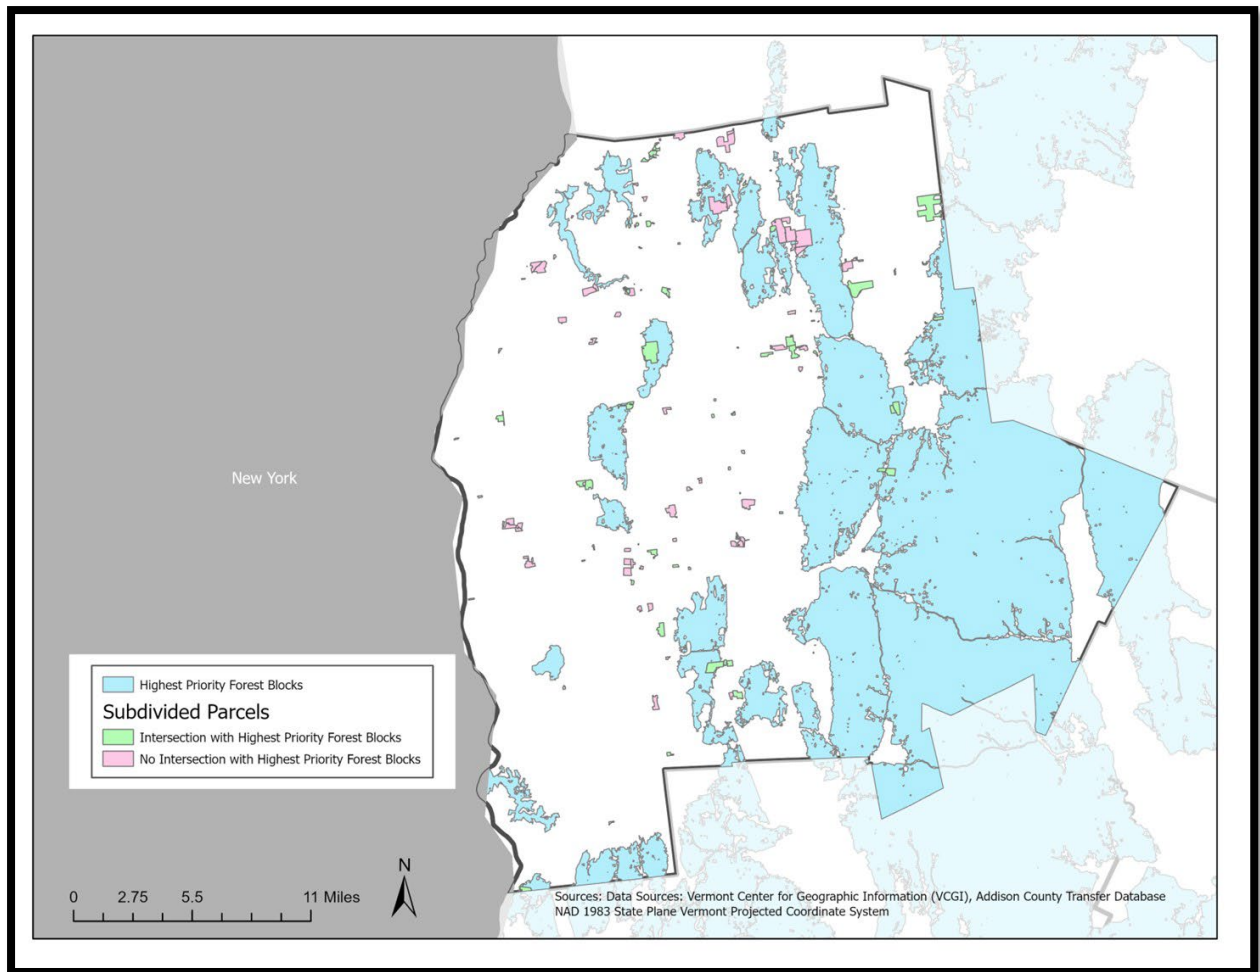 New York
Highest Priority Forest Blocks
Subdivided Parcels
Intersection with Highest Priority Forest Blocks
No Intersection with Highest Priority Forest Blocks
N
0 2.75 5.5 11 Miles
Sources: Data Sources: Vermont Center for Geographic Information (VCGI), Addison County Transfer Database
NAD 1983 State Plane Vermont Projected Coordinate System